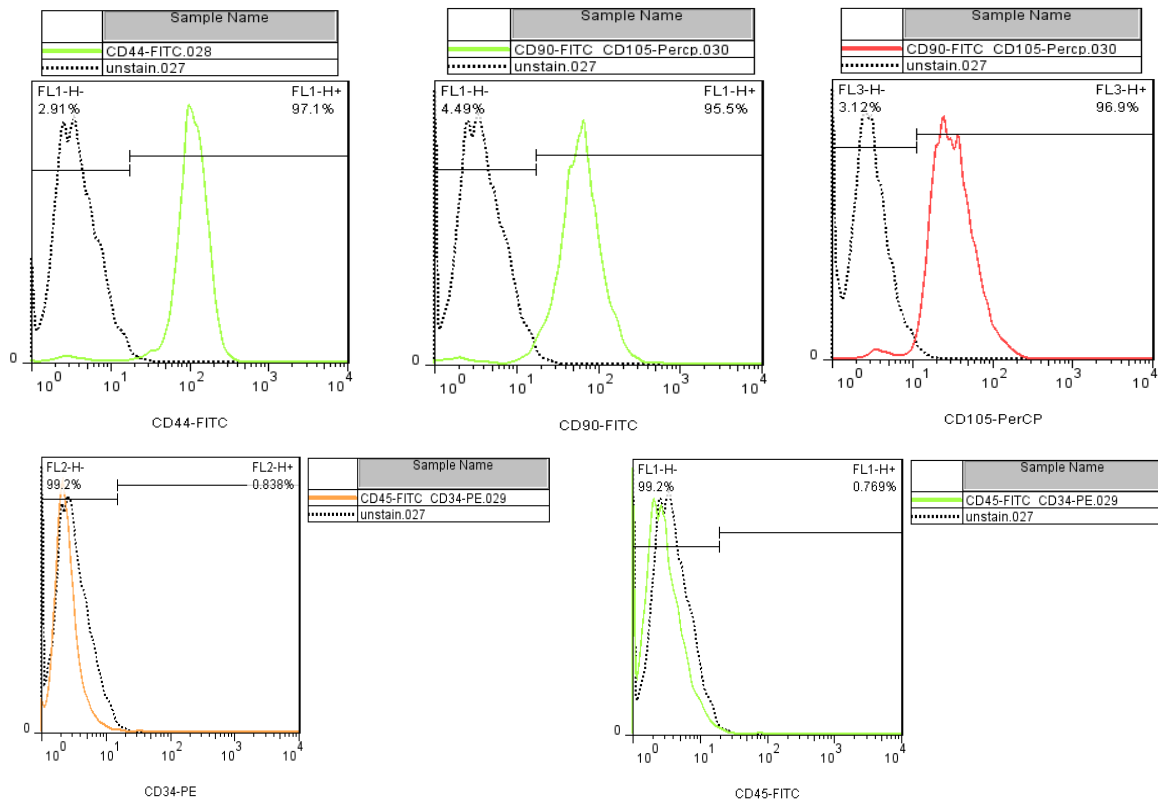 Sample Name
CD44-FITC.028
unstain.027
FL1-H- FL1-H+
2.91% 97.1%
0
10^0 10^1 10^2 10^3 10^4
CD44-FITC
Sample Name
CD90-FITC CD105-Percp.030
unstain.027
FL1-H- FL1-H+
4.49% 95.5%
0
10^0 10^1 10^2 10^3 10^4
CD90-FITC
Sample Name
CD90-FITC CD105-Percp.030
unstain.027
FL3-H- FL3-H+
3.12% 96.9%
0
10^0 10^1 10^2 10^3 10^4
CD105-PerCP
FL2-H- FL2-H+
99.2% 0.838%
0
10^0 10^1 10^2 10^3 10^4
CD34-PE
Sample Name
CD45-FITC CD34-PE.029
unstain.027
FL1-H- FL1-H+
99.2% 0.769%
0
10^0 10^1 10^2 10^3 10^4
CD45-FITC
Sample Name
CD45-FITC CD34-PE.029
unstain.027